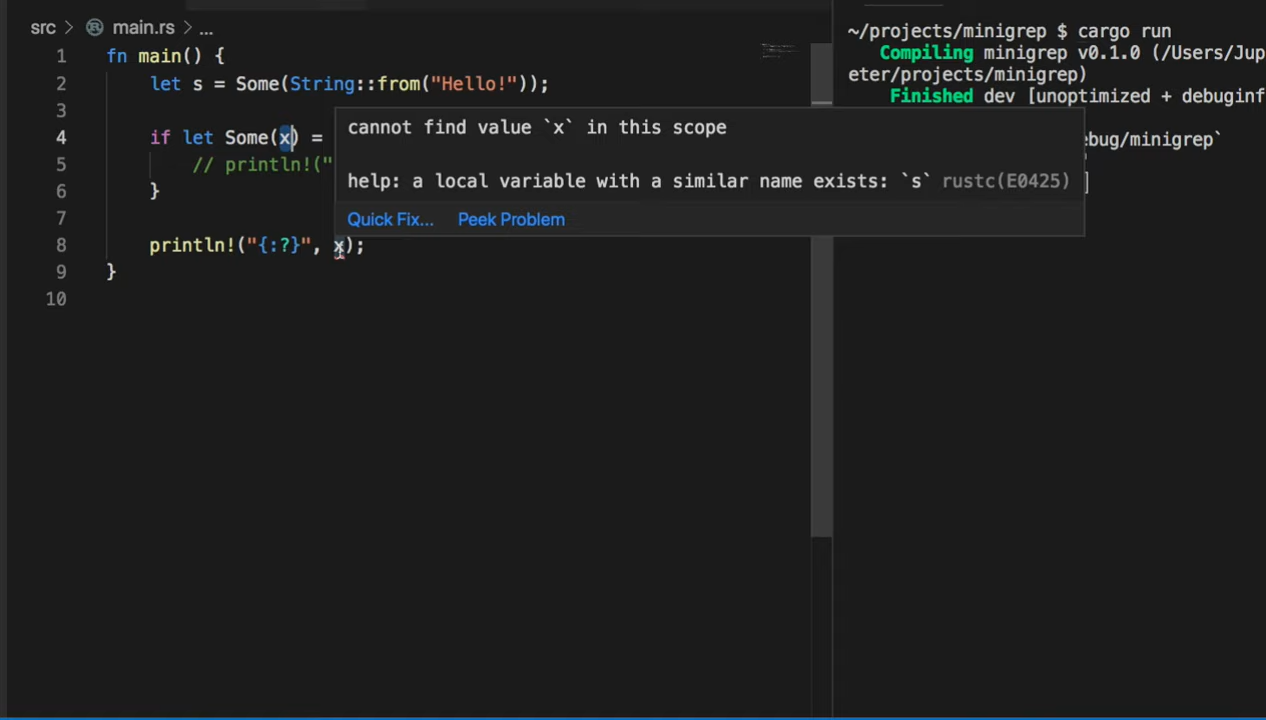 src > main.rs > ...
1 fn main() {
2 let s = Some(String::from("Hello!"));
3
4 if let Some(x) =
5 // println!("
6 }
7
8 println!("{:?}", x);
9 }
10
cannot find value `x` in this scope
help: a local variable with a similar name exists: `s` rustc(E0425)
Quick Fix... Peek Problem
~/projects/minigrep $ cargo run
Compiling minigrep v0.1.0 (/Users/Jup
eter/projects/minigrep)
Finished dev [unoptimized + debuginf
ebug/minigrep`
]